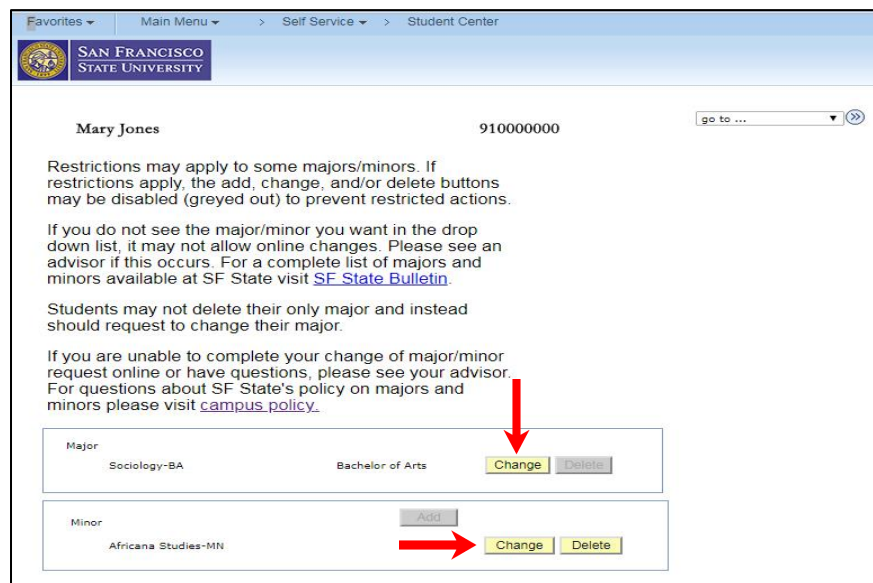 Favorites Main Menu > Self Service > Student Center
SAN FRANCISCO
STATE UNIVERSITY
Mary Jones 910000000 go to ...
Restrictions may apply to some majors/minors. If
restrictions apply, the add, change, and/or delete buttons
may be disabled (greyed out) to prevent restricted actions.
If you do not see the major/minor you want in the drop
down list, it may not allow online changes. Please see an
advisor if this occurs. For a complete list of majors and
minors available at SF State visit SF State Bulletin.
Students may not delete their only major and instead
should request to change their major.
If you are unable to complete your change of major/minor
request online or have questions, please see your advisor.
For questions about SF State's policy on majors and
minors please visit campus policy.
Major
Sociology-BA Bachelor of Arts Change Delete
Minor Add
Africana Studies-MN Change Delete